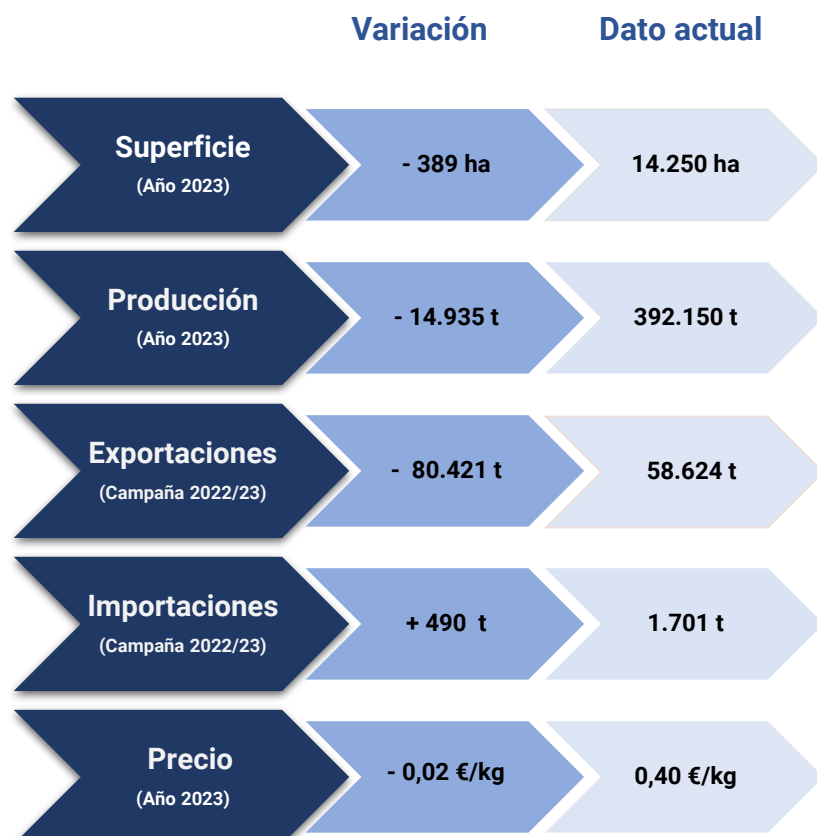 Variación Dato actual
Superficie
(Año 2023)
- 389 ha
14.250 ha
Producción
(Año 2023)
- 14.935 t
392.150 t
Exportaciones
(Campaña 2022/23)
- 80.421 t
58.624 t
Importaciones
(Campaña 2022/23)
+ 490 t
1.701 t
Precio
(Año 2023)
- 0,02 €/kg
0,40 €/kg